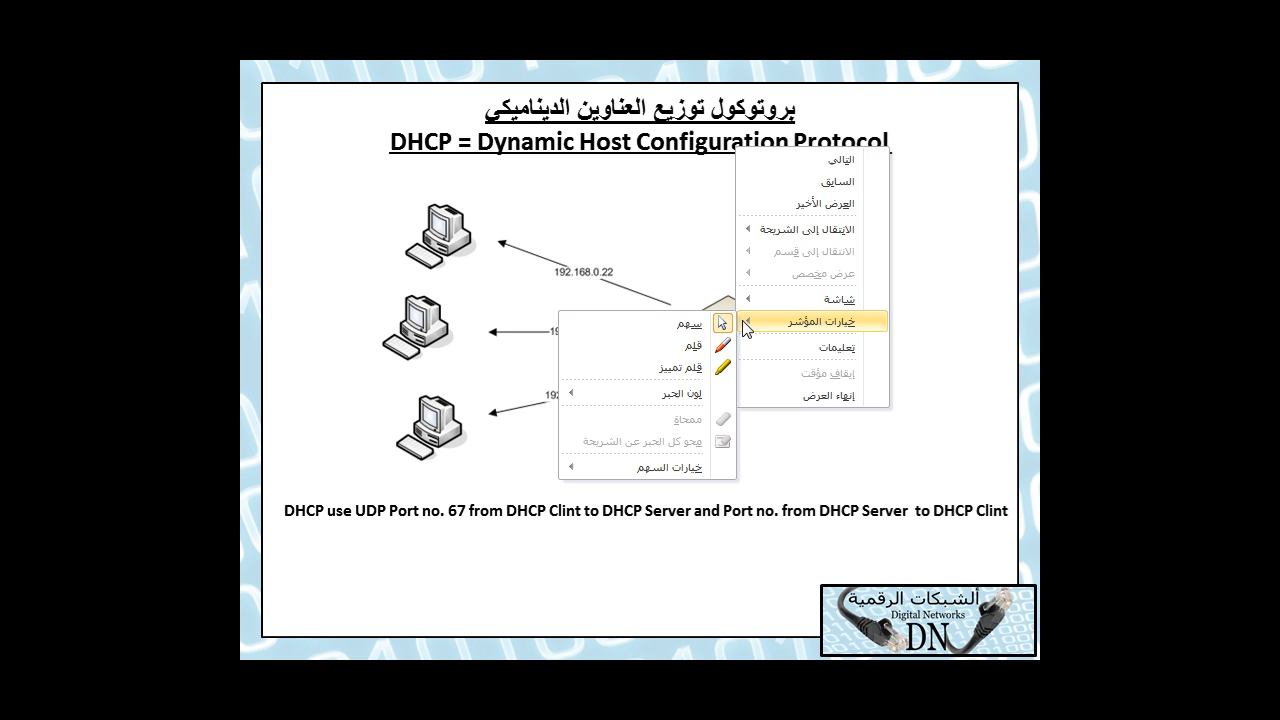 بروتوكول توزيع العناوين الديناميكي
DHCP = Dynamic Host Configuration Protocol
التالي
السابق
العرض الأخير
الانتقال إلى الشريحة
الانتقال إلى قسم
عرض مخصص
شاشة
خيارات المؤشر
تعليمات
إيقاف مؤقت
إنهاء العرض
192.168.0.22
سهم
قلم
قلم تمييز
لون الحبر
ممحاة
محو كل الحبر عن الشريحة
خيارات السهم
DHCP use UDP Port no. 67 from DHCP Clint to DHCP Server and Port no. from DHCP Server to DHCP Clint
ألشبكات الرقمية
Digital Networks
DN